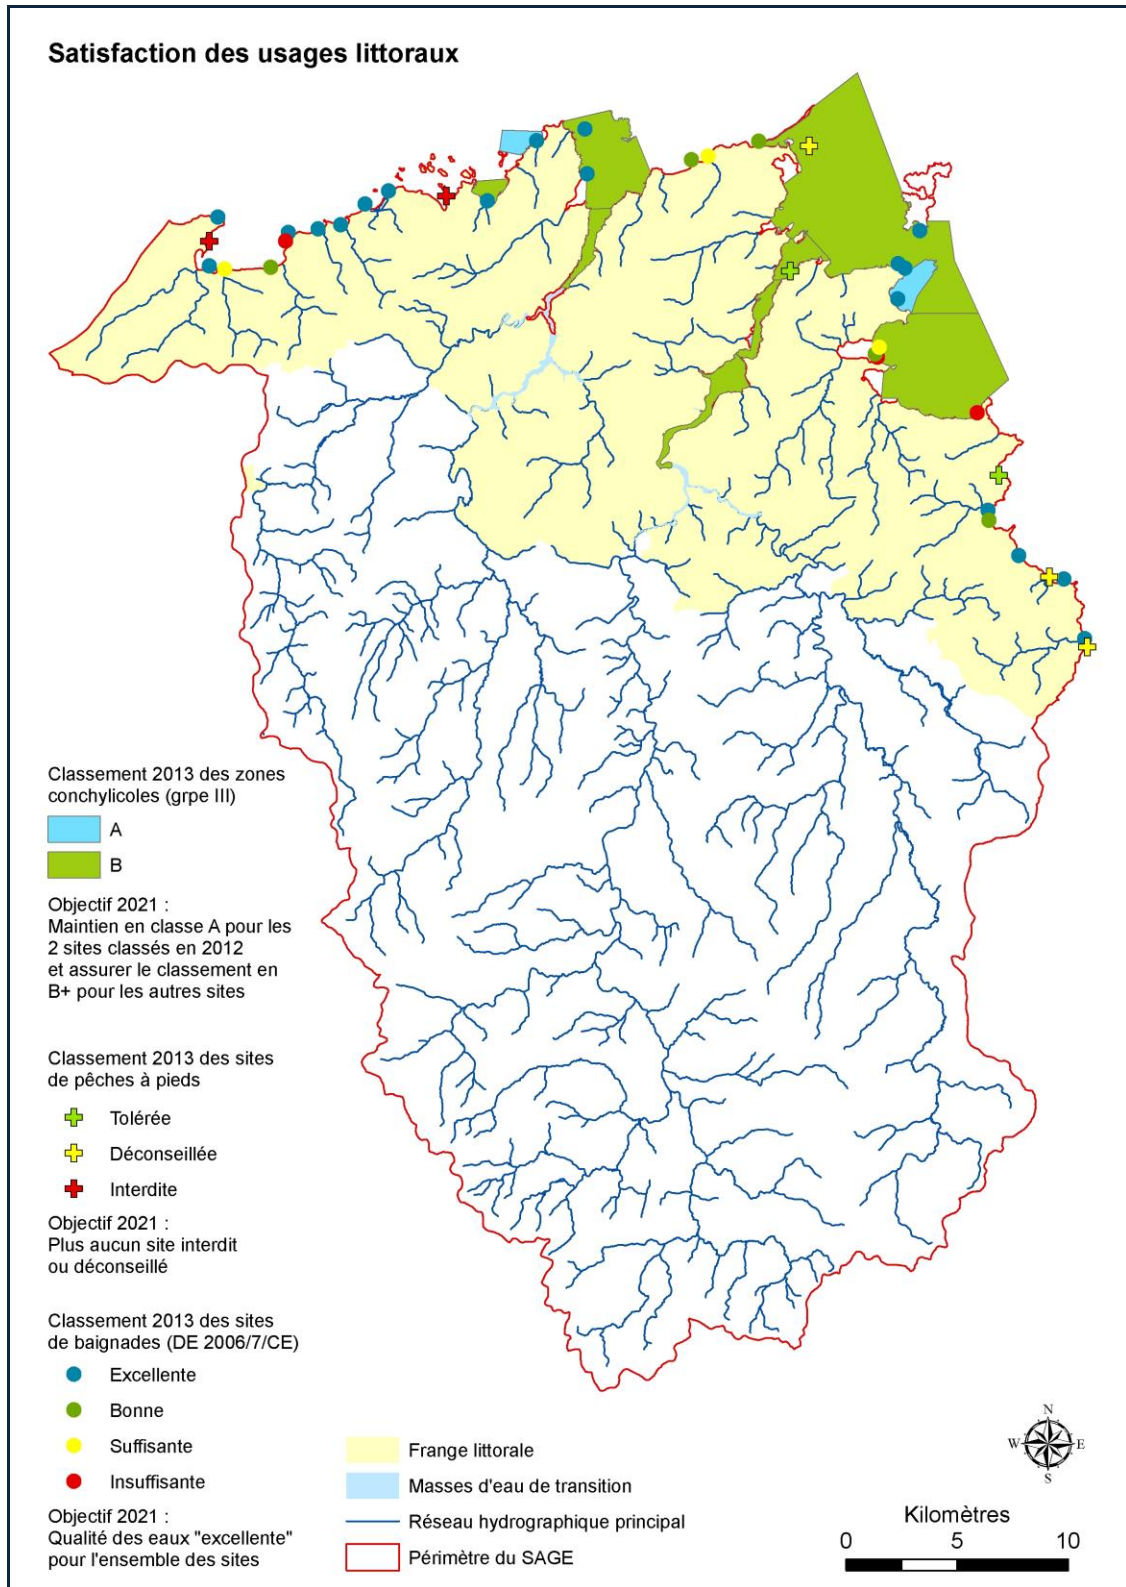 Satisfaction des usages littoraux
Classement 2013 des zones
conchylicoles (grpe III)
A
B
Objectif 2021 :
Maintien en classe A pour les
2 sites classés en 2012
et assurer le classement en
B+ pour les autres sites
Classement 2013 des sites
de pêches à pieds
Tolérée
Déconseillée
Interdite
Objectif 2021 :
Plus aucun site interdit
ou déconseillé
Classement 2013 des sites
de baignades (DE 2006/7/CE)
Excellente
Bonne
Suffisante
Insuffisante
Objectif 2021 :
Qualité des eaux "excellente"
pour l'ensemble des sites
Frange littorale
Masses d'eau de transition
Réseau hydrographique principal
Périmètre du SAGE
N
W E
S
Kilomètres
0 5 10